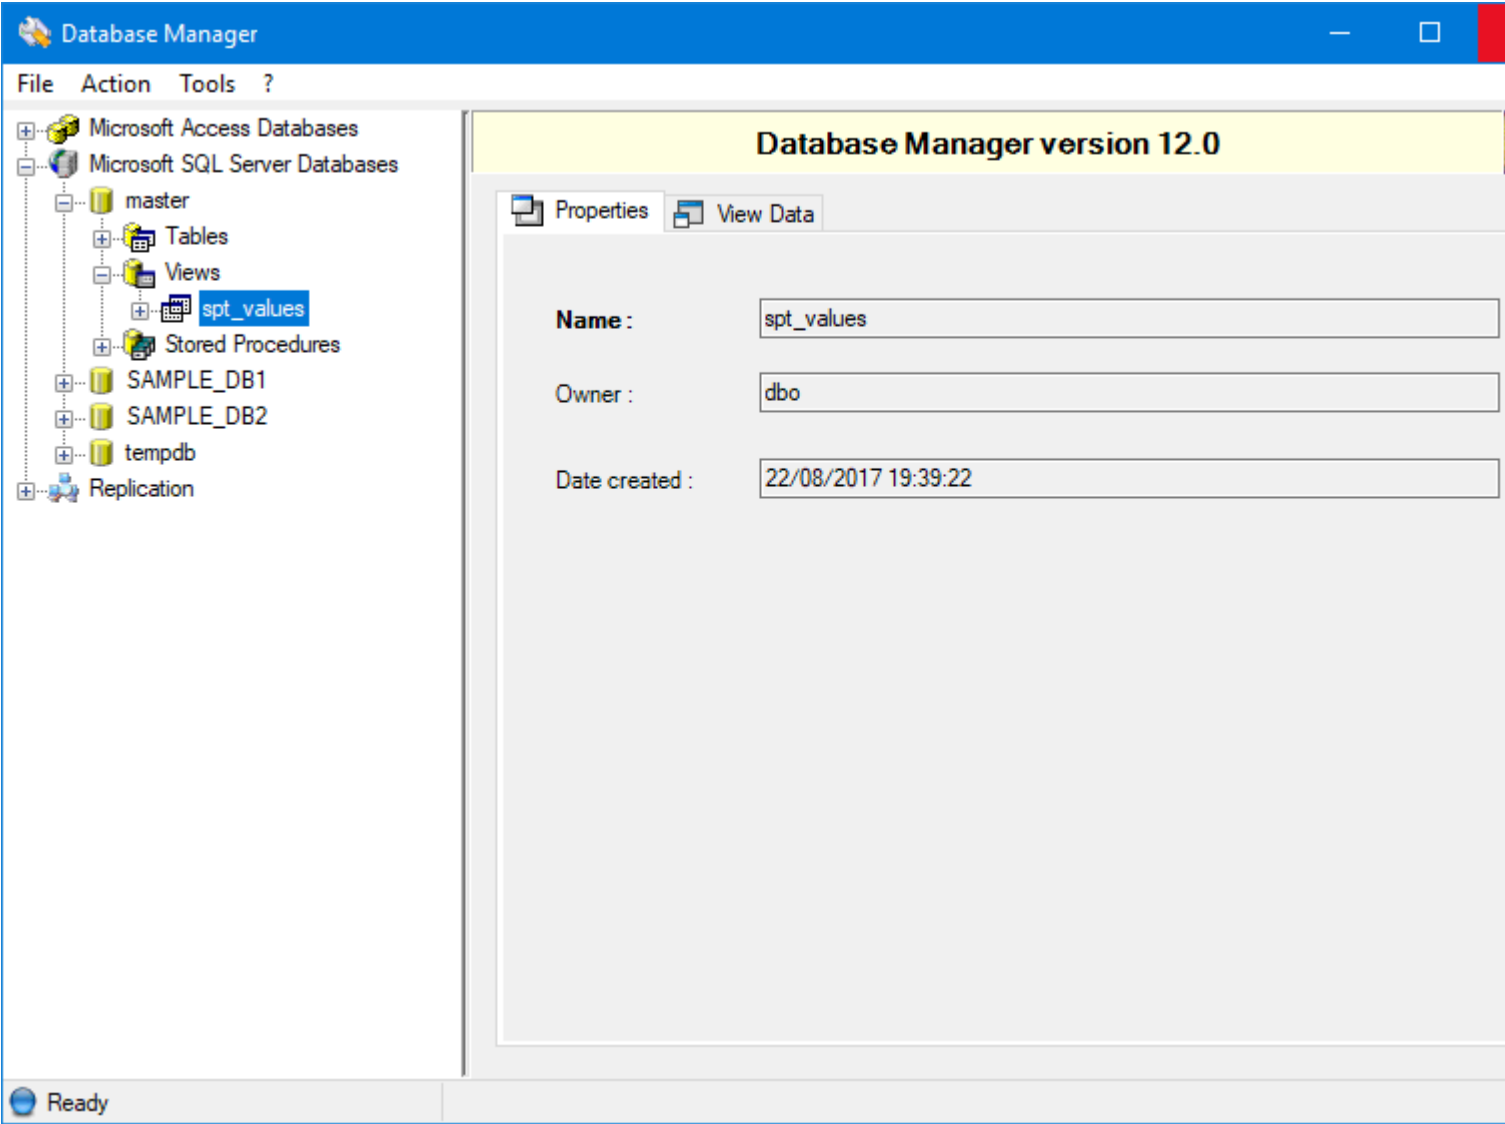 Database Manager
File Action Tools ?
Microsoft Access Databases
Microsoft SQL Server Databases
master
Tables
Views
spt_values
Stored Procedures
SAMPLE_DB1
SAMPLE_DB2
tempdb
Replication
Database Manager version 12.0
Properties View Data
Name : spt_values
Owner : dbo
Date created : 22/08/2017 19:39:22
Ready